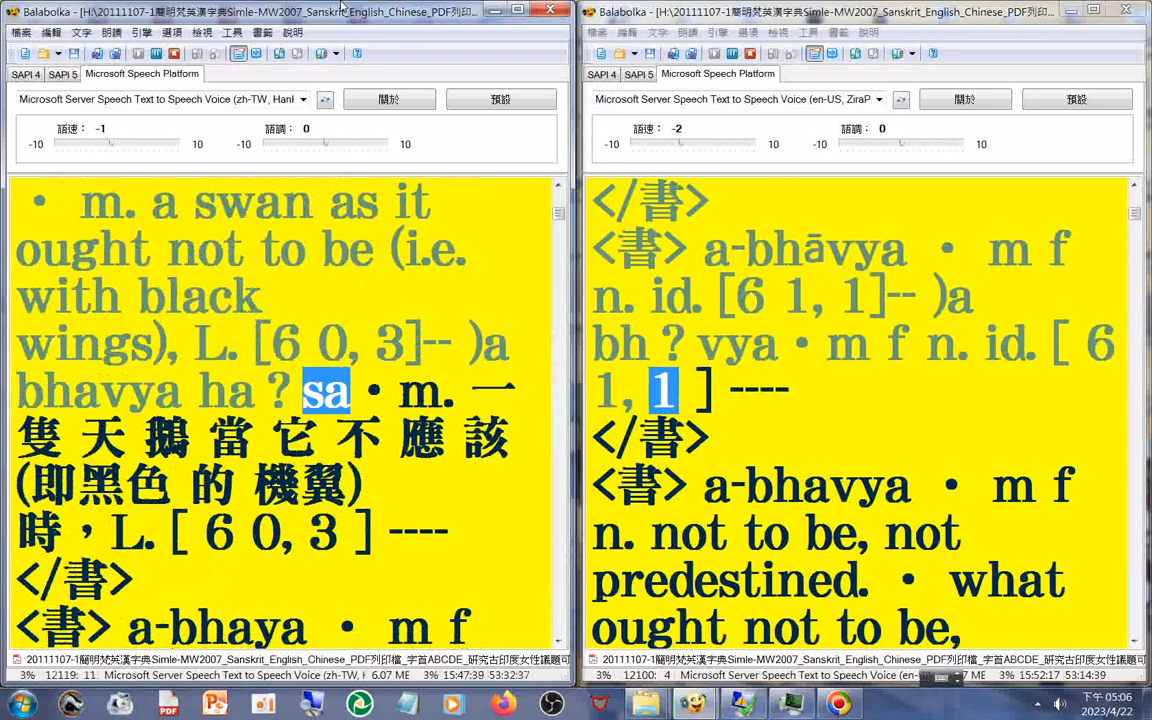 Balabolka - [H:\20111107-1簡明梵英漢字典Simle-MW2007_Sanskrit_English_Chinese_PDF列印...
檔案 編輯 文字 朗讀 引擎 選項 檢視 工具 書籤 說明
SAPI 4 SAPI 5 Microsoft Speech Platform
Microsoft Server Speech Text to Speech Voice (zh-TW, Hanl
關於 預設
語速： -1 語調： 0
-10 10 -10 10
• m. a swan as it
ought not to be (i.e.
with black
wings), L. [6 0, 3]-- )a
bhavya ha ? sa • m. 一
隻 天 鵝 當 它 不 應 該
(即黑色 的 機翼)
時，L. [ 6 0, 3 ] ----
</書>
<書> a-bhaya • m f
20111107-1簡明梵英漢字典Simle-MW2007_Sanskrit_English_Chinese_PDF列印檔_字首ABCDE_研究古印度女性議題可
3% 12119: 11 Microsoft Server Speech Text to Speech Voice (zh-TW, 6.07 MB 3% 15:47:39 53:32:37
Balabolka - [H:\20111107-1簡明梵英漢字典Simle-MW2007_Sanskrit_English_Chinese_PDF列印...
檔案 編輯 文字 朗讀 引擎 選項 檢視 工具 書籤 說明
SAPI 4 SAPI 5 Microsoft Speech Platform
Microsoft Server Speech Text to Speech Voice (en-US, ZiraP
關於 預設
語速： -2 語調： 0
-10 10 -10 10
</書>
<書> a-bhāvya • m f
n. id. [6 1, 1]-- )a
bh ? vya • m f n. id. [ 6
1, 1 ] ----
</書>
<書> a-bhavya • m f
n. not to be, not
predestined. • what
ought not to be,
20111107-1簡明梵英漢字典Simle-MW2007_Sanskrit_English_Chinese_PDF列印檔_字首ABCDE_研究古印度女性議題可
3% 12100: 4 Microsoft Server Speech Text to Speech Voice (en-U MB 3% 15:52:17 53:14:39
下午 05:06
2023/4/22